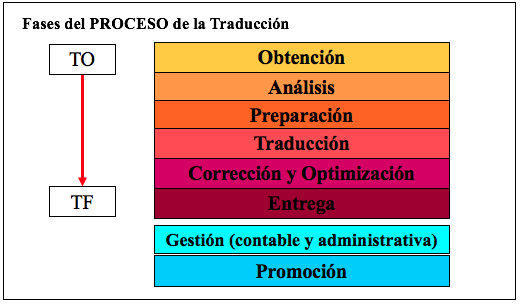 Fases del PROCESO de la Traducción
TO
Obtención
Análisis
Preparación
Traducción
Corrección y Optimización
TF
Entrega
Gestión (contable y administrativa)
Promoción